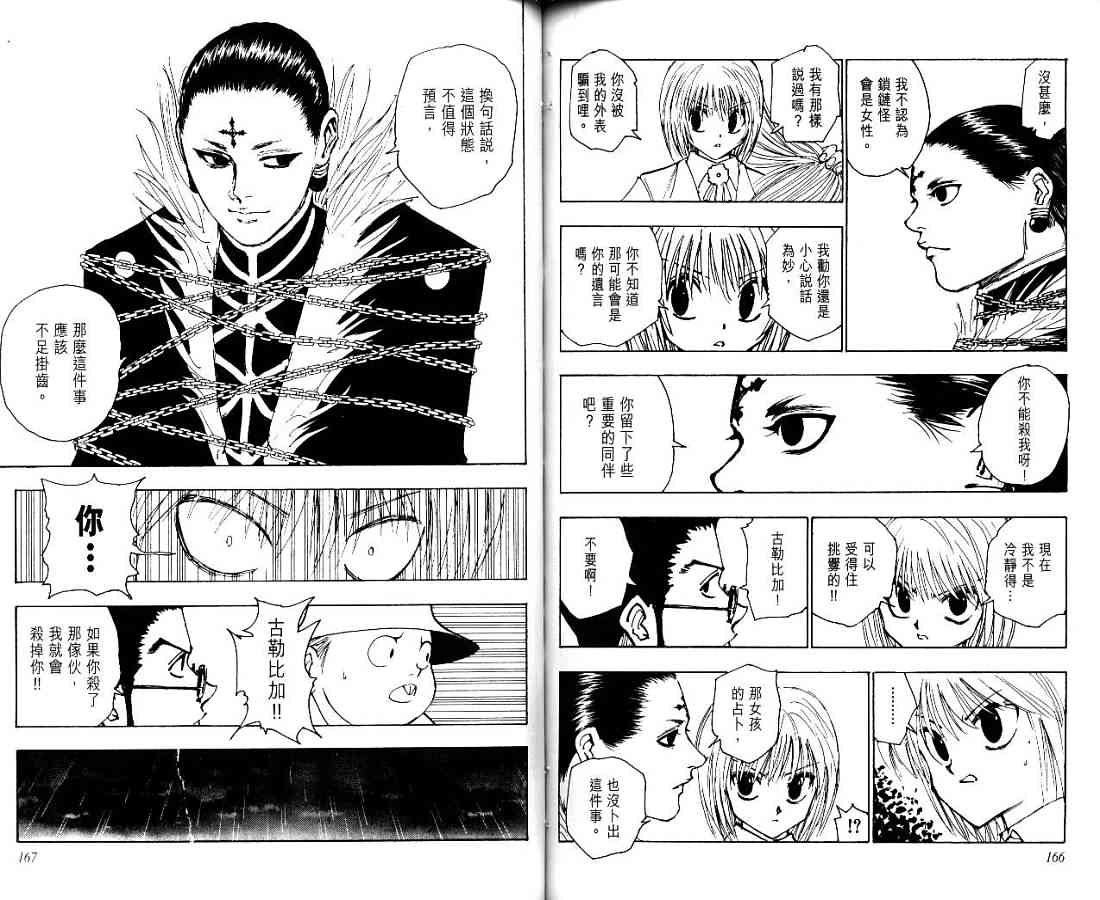 沒甚麼，
我不認為
鎖鏈怪
會是女性。
我有那樣
説過嗎？
你沒被
我的外表
騙到哩。
我勸你還是
小心説話
為妙．
你不知道
那可能會是
你的遺言
嗎？
你不能殺我呀！
你留下了些
重要的同伴
吧？
現在
我不是
冷靜得…
可以
受得住
挑釁的!!
古勒比加！
不要啊！
………
那女孩
的占卜
!?
也沒卜出
這件事。
166
換句話説，
這個狀態
不值得
預言，
那麼這件事
應該
不足掛齒。
你…
古勒比加!!
如果你殺了
那傢伙，
我就會
殺掉你!!
167